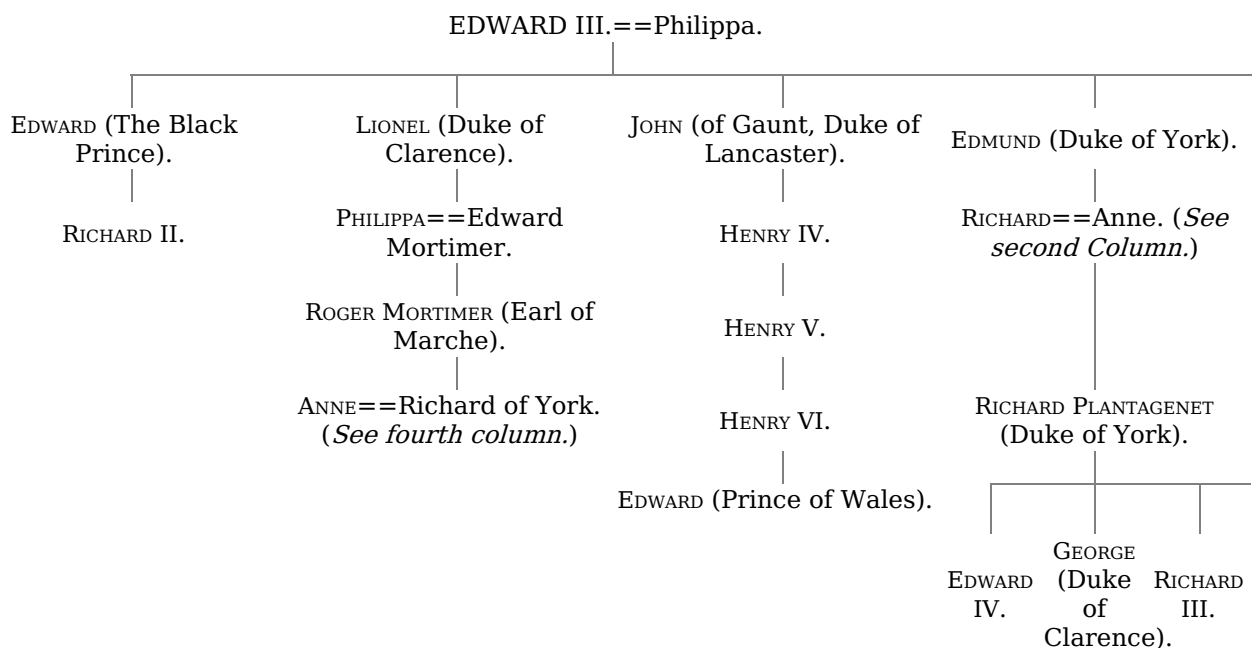 EDWARD III.==Philippa.
EDWARD (The Black
Prince).
LIONEL (Duke of
Clarence).
JOHN (of Gaunt, Duke of
Lancaster).
EDMUND (Duke of York).
RICHARD II.
PHILIPPA==Edward
Mortimer.
HENRY IV.
RICHARD==Anne. (See
second Column.)
ROGER MORTIMER (Earl of
Marche).
HENRY V.
ANNE==Richard of York.
(See fourth column.)
HENRY VI.
RICHARD PLANTAGENET
(Duke of York).
EDWARD (Prince of Wales).
EDWARD
IV.
GEORGE
(Duke
of
Clarence).
RICHARD
III.